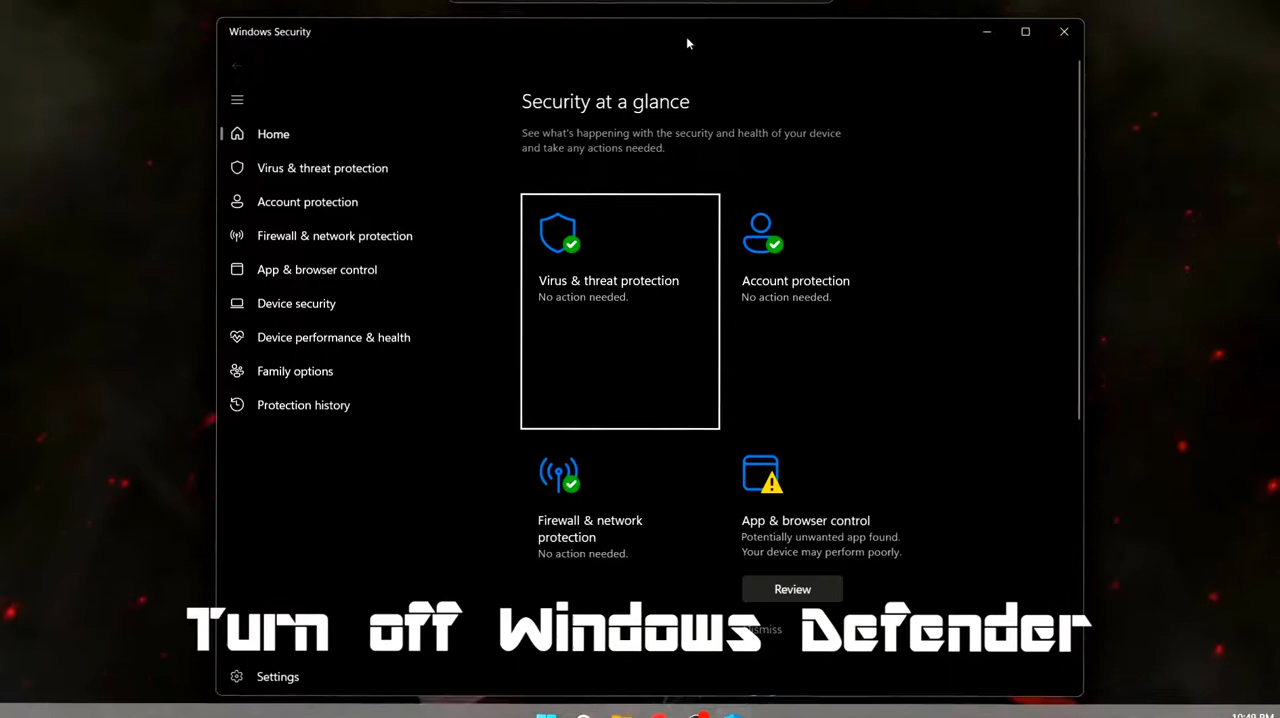 Windows Security
Home
Virus & threat protection
Account protection
Firewall & network protection
App & browser control
Device security
Device performance & health
Family options
Protection history
Settings
Security at a glance
See what's happening with the security and health of your device
and take any actions needed.
Virus & threat protection
No action needed.
Account protection
No action needed.
Firewall & network
protection
No action needed.
App & browser control
Potentially unwanted app found.
Your device may perform poorly.
Review
Turn off Windows Defender